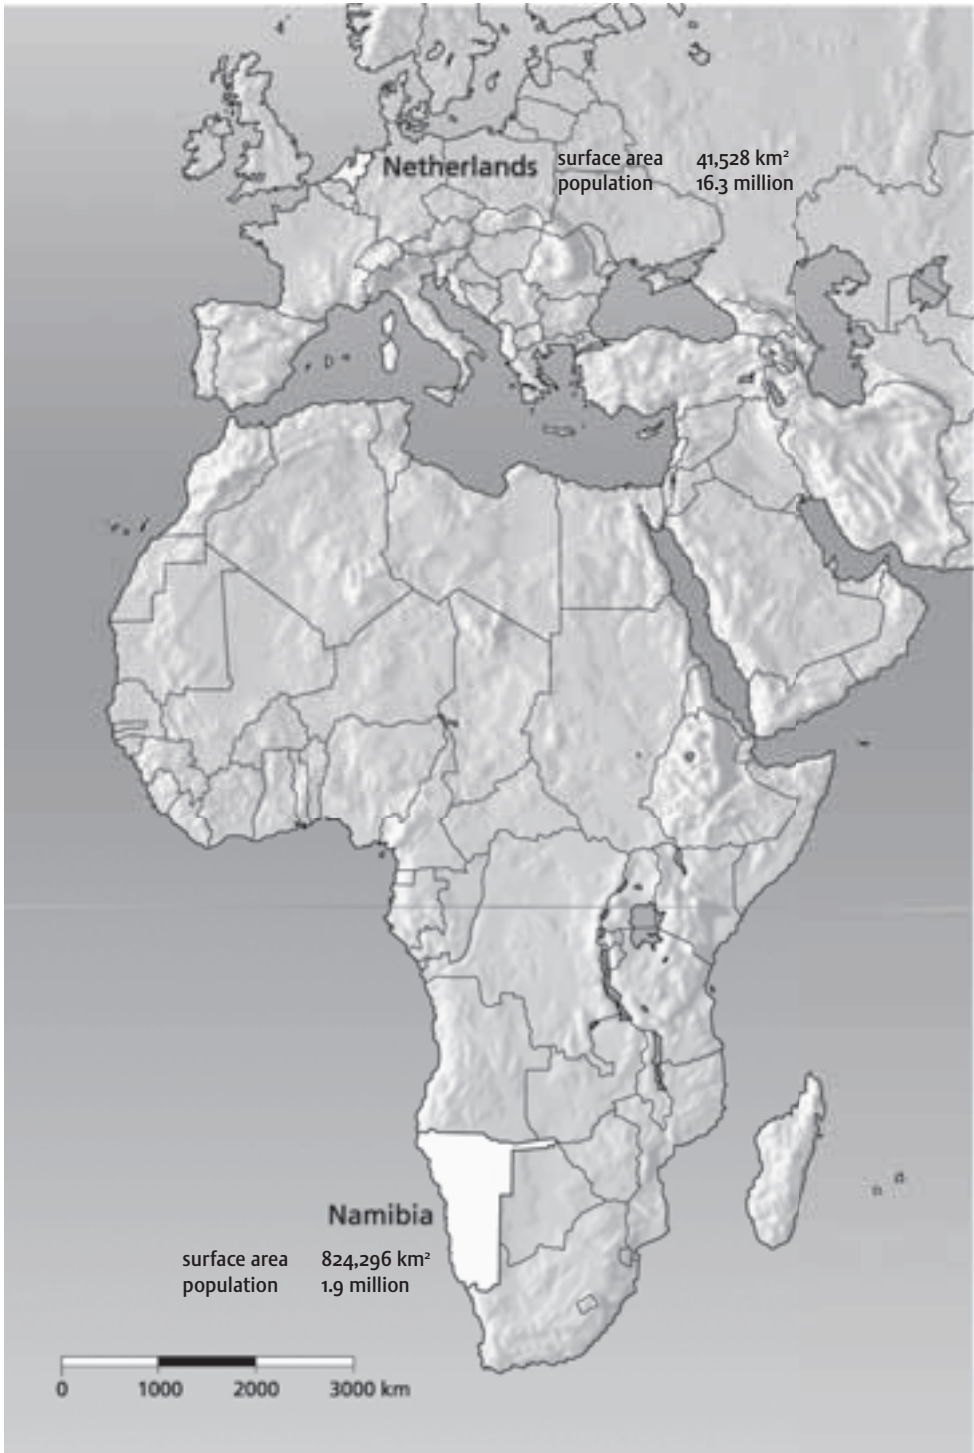 Netherlands
surface area 41,528 km²
population 16.3 million
Namibia
surface area 824,296 km²
population 1.9 million
0 1000 2000 3000 km